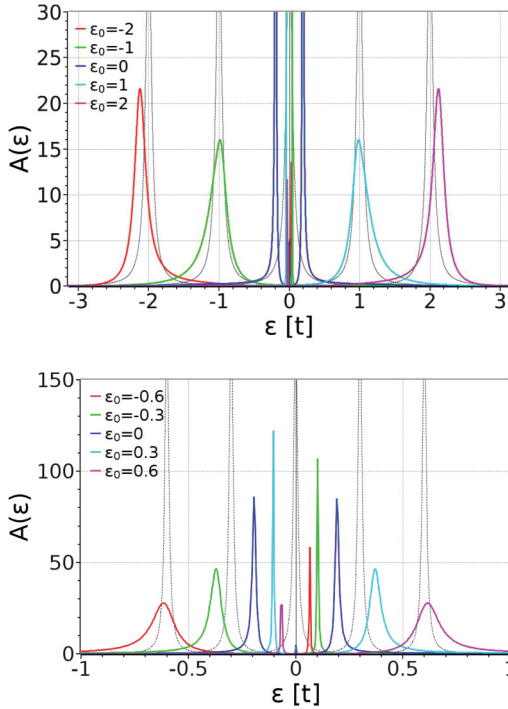 30
25
20
15
10
5
0
A(ε)
ε₀=-2
ε₀=-1
ε₀=0
ε₀=1
ε₀=2
-3 -2 -1 0 1 2 3
ε [t]
150
100
50
0
A(ε)
ε₀=-0.6
ε₀=-0.3
ε₀=0
ε₀=0.3
ε₀=0.6
-1 -0.5 0 0.5 1
ε [t]